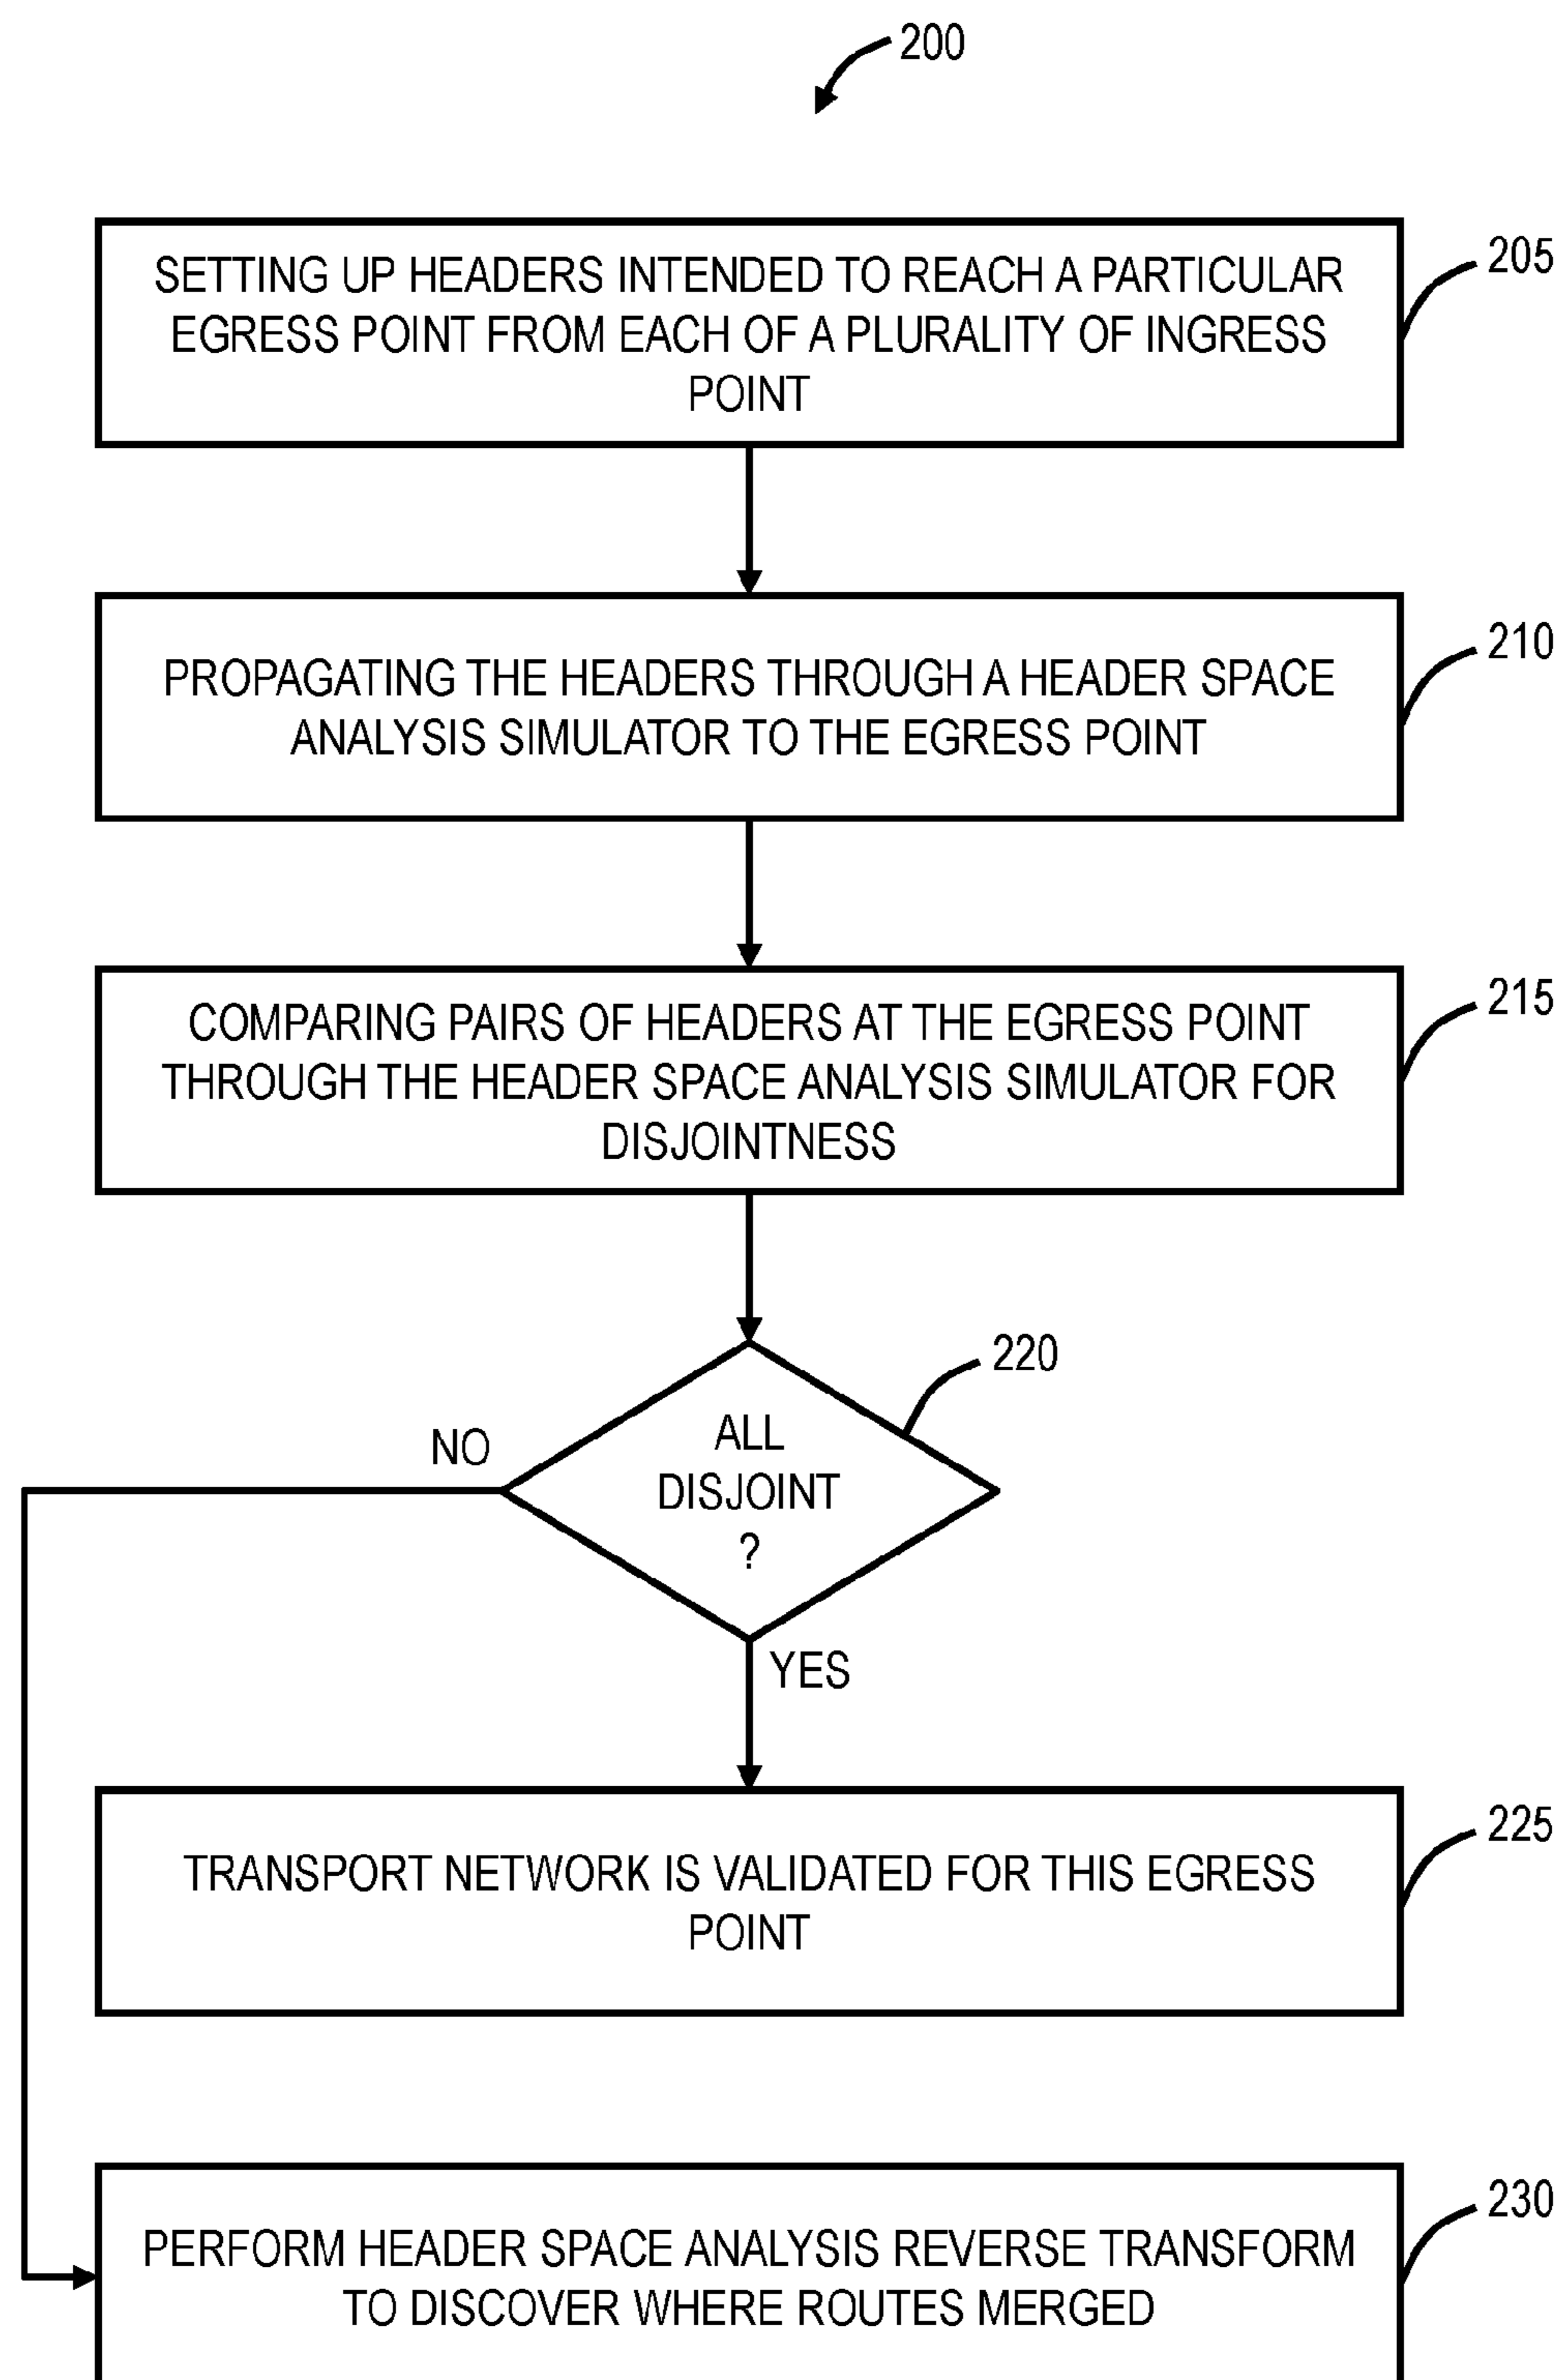 200
SETTING UP HEADERS INTENDED TO REACH A PARTICULAR
EGRESS POINT FROM EACH OF A PLURALITY OF INGRESS
POINT
205
PROPAGATING THE HEADERS THROUGH A HEADER SPACE
ANALYSIS SIMULATOR TO THE EGRESS POINT
210
COMPARING PAIRS OF HEADERS AT THE EGRESS POINT
THROUGH THE HEADER SPACE ANALYSIS SIMULATOR FOR
DISJOINTNESS
215
220
NO
ALL
DISJOINT
?
YES
TRANSPORT NETWORK IS VALIDATED FOR THIS EGRESS
POINT
225
PERFORM HEADER SPACE ANALYSIS REVERSE TRANSFORM
TO DISCOVER WHERE ROUTES MERGED
230